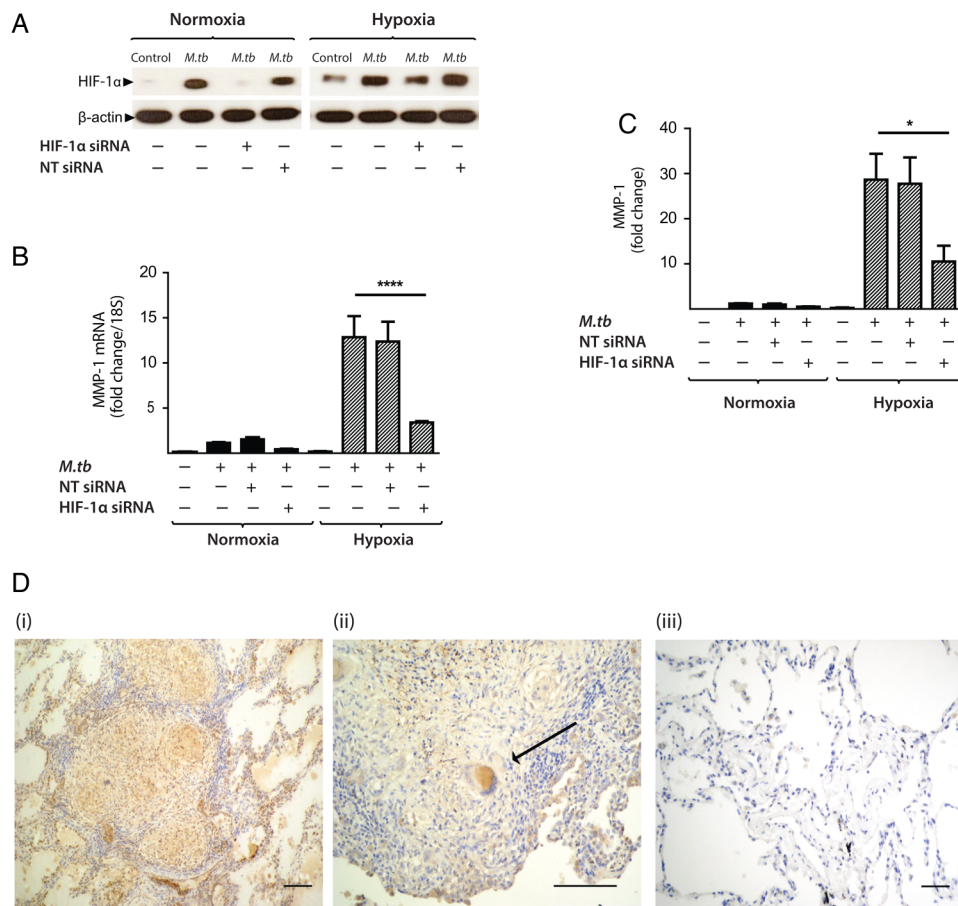 A
Normoxia
Hypoxia
Control M.tb M.tb M.tb
Control M.tb M.tb M.tb
HIF-1α
β-actin
HIF-1α siRNA – – + – – – + –
NT siRNA – – – + – – – +
B
MMP-1 mRNA
(fold change/18S)
20
15
10
5
****
M.tb – + + + – + + +
NT siRNA – – + – – – + –
HIF-1α siRNA – – – + – – – +
Normoxia Hypoxia
C
MMP-1
(fold change)
40
30
20
10
*
M.tb – + + + – + + +
NT siRNA – – + – – – + –
HIF-1α siRNA – – – + – – – +
Normoxia Hypoxia
D
(i) (ii) (iii)